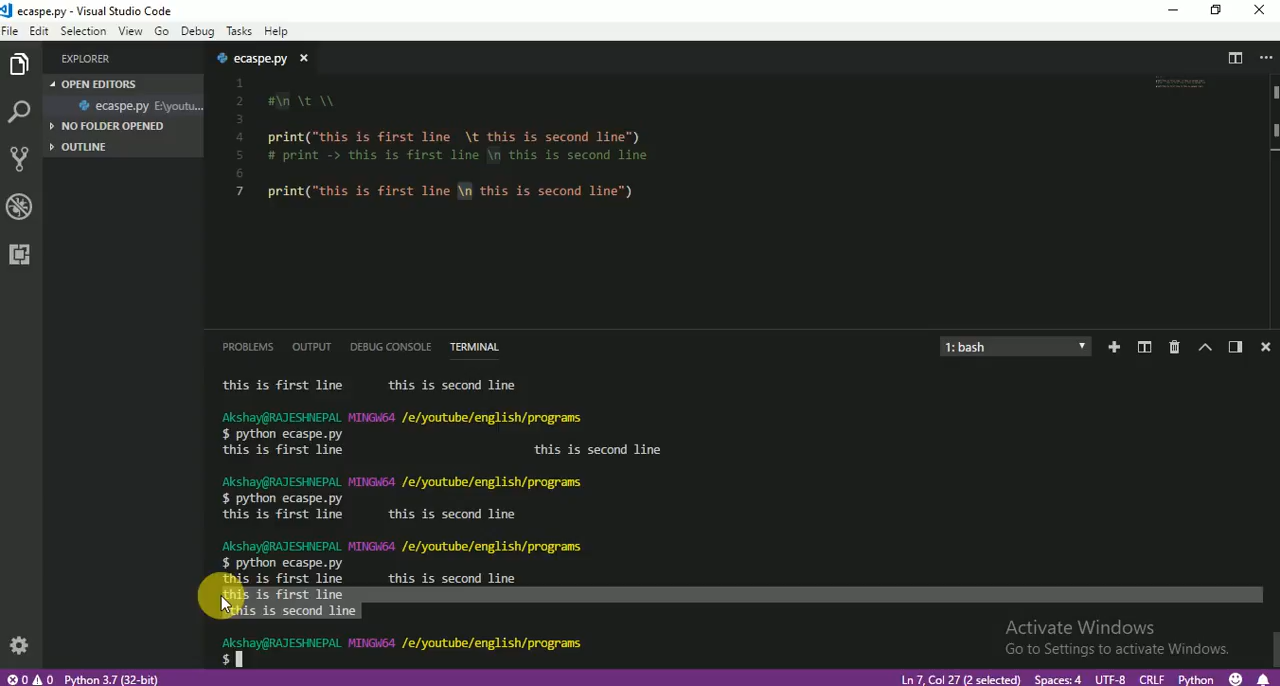 ecaspe.py - Visual Studio Code
File Edit Selection View Go Debug Tasks Help
EXPLORER
OPEN EDITORS
ecaspe.py E:\youtu...
NO FOLDER OPENED
OUTLINE
ecaspe.py
1
2 #\n \t \\
3
4 print("this is first line  \t this is second line")
5 # print -> this is first line \n this is second line
6
7 print("this is first line \n this is second line")
PROBLEMS OUTPUT DEBUG CONSOLE TERMINAL 1: bash
this is first line this is second line
Akshay@RAJESHNEPAL MINGW64 /e/youtube/english/programs
$ python ecaspe.py
this is first line this is second line
Akshay@RAJESHNEPAL MINGW64 /e/youtube/english/programs
$ python ecaspe.py
this is first line this is second line
Akshay@RAJESHNEPAL MINGW64 /e/youtube/english/programs
$ python ecaspe.py
this is first line this is second line
this is first line
this is second line
Akshay@RAJESHNEPAL MINGW64 /e/youtube/english/programs
$
Activate Windows
Go to Settings to activate Windows.
0 0 Python 3.7 (32-bit) Ln 7, Col 27 (2 selected) Spaces: 4 UTF-8 CRLF Python